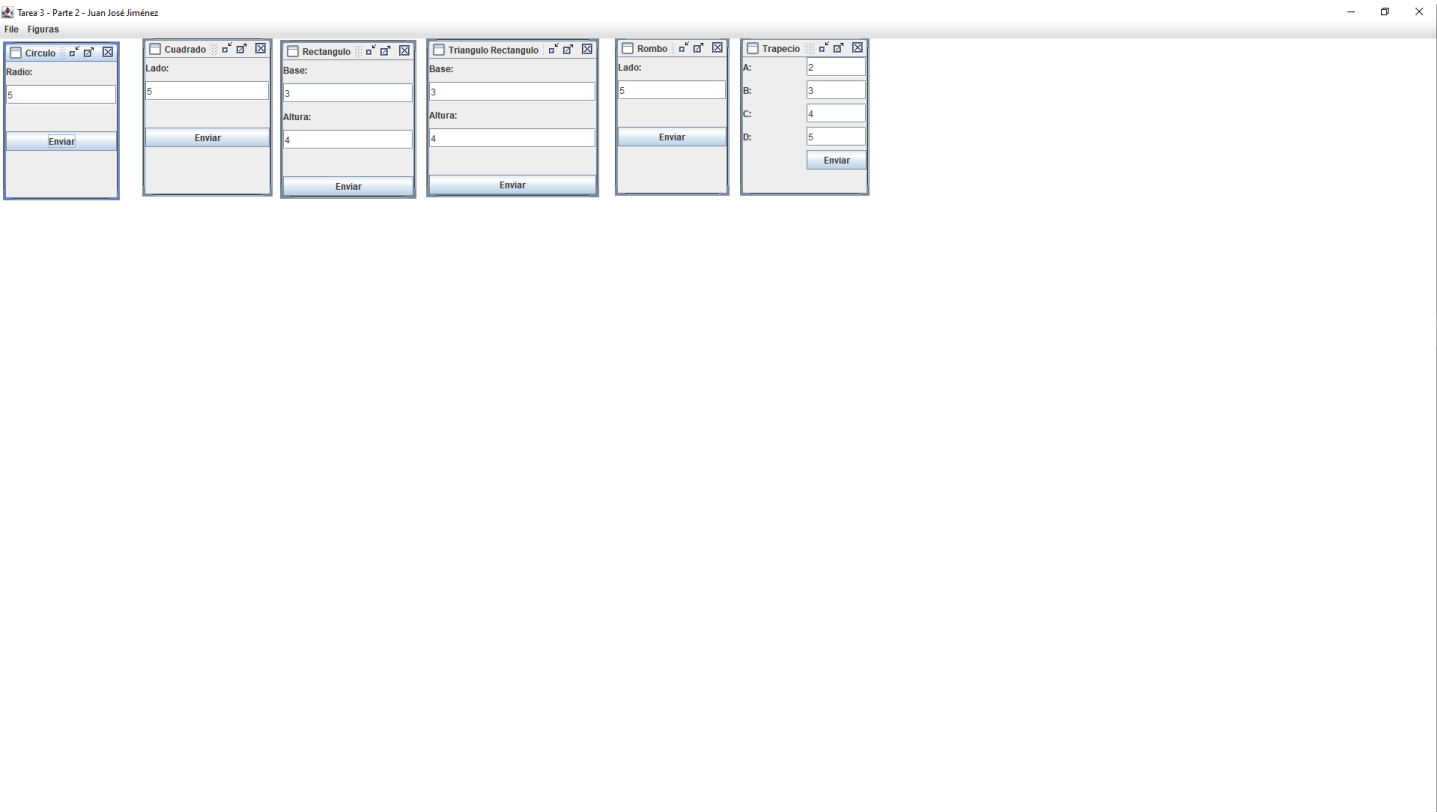 Tarea 3 - Parte 2 - Juan José Jiménez
File Figuras
Circulo
Radio:
5
Enviar
Cuadrado
Lado:
5
Enviar
Rectangulo
Base:
3
Altura:
4
Enviar
Triangulo Rectangulo
Base:
3
Altura:
4
Enviar
Rombo
Lado:
5
Enviar
Trapecio
A: 2
B: 3
C: 4
D: 5
Enviar